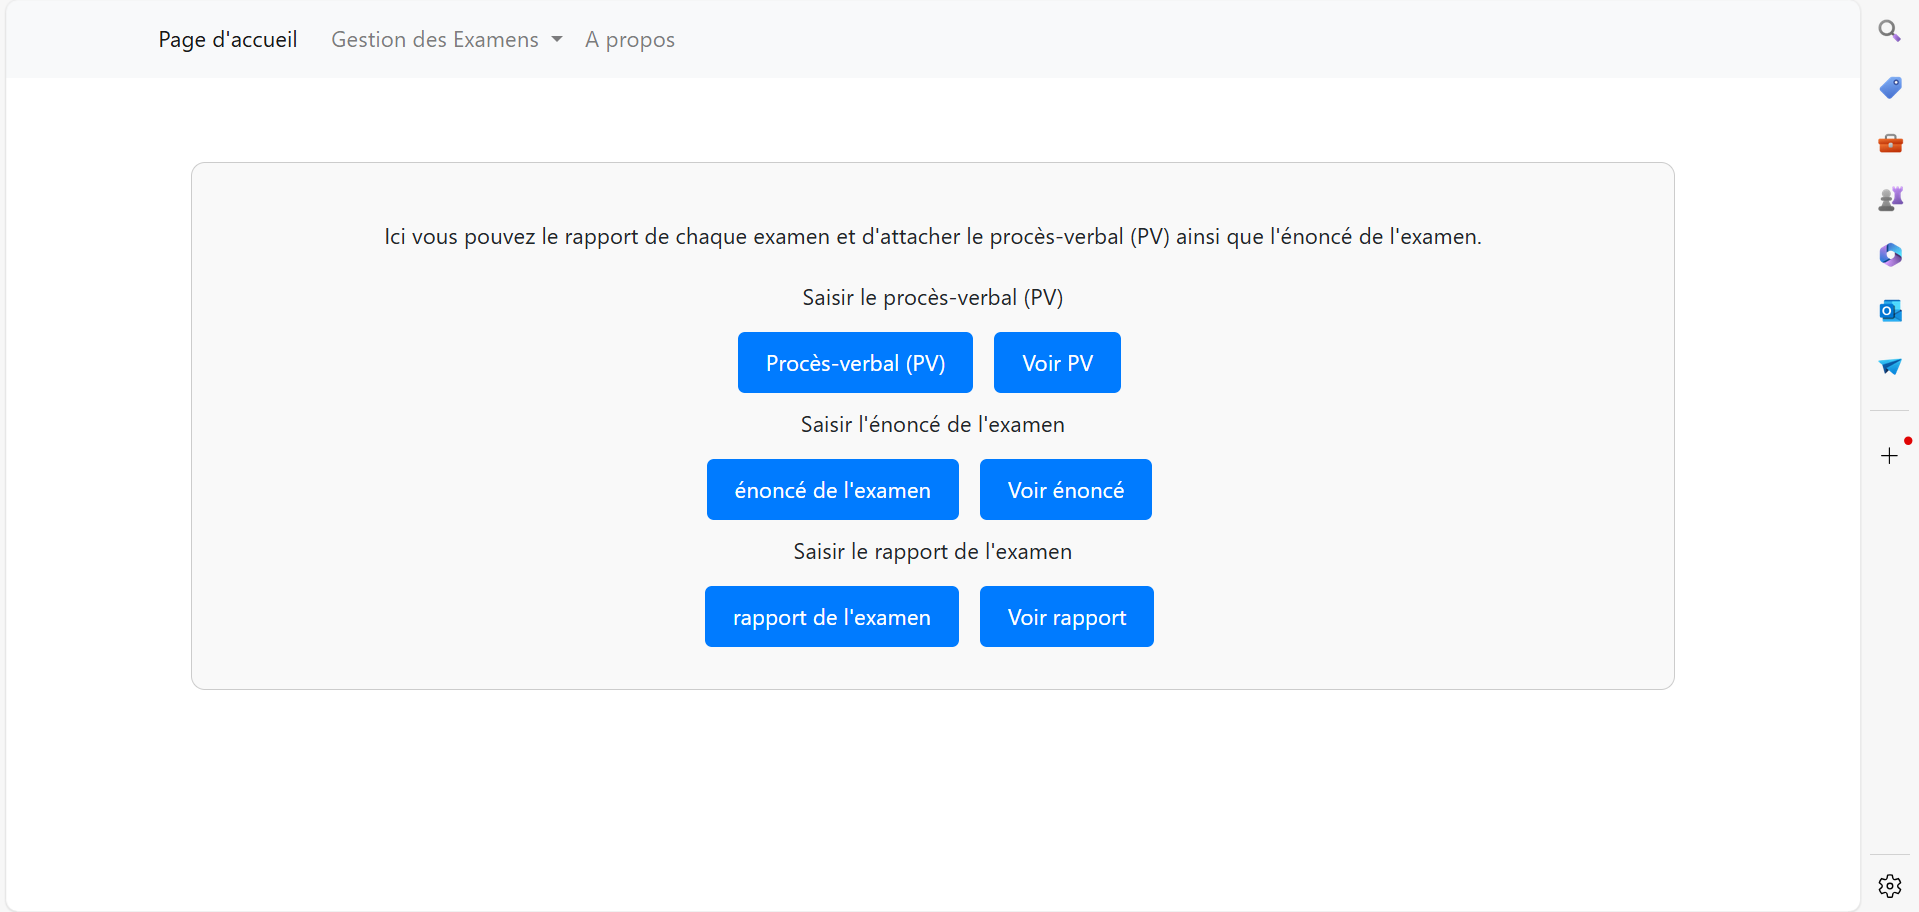 Page d'accueil Gestion des Examens A propos
Ici vous pouvez le rapport de chaque examen et d'attacher le procès-verbal (PV) ainsi que l'énoncé de l'examen.
Saisir le procès-verbal (PV)
Procès-verbal (PV) Voir PV
Saisir l'énoncé de l'examen
énoncé de l'examen Voir énoncé
Saisir le rapport de l'examen
rapport de l'examen Voir rapport